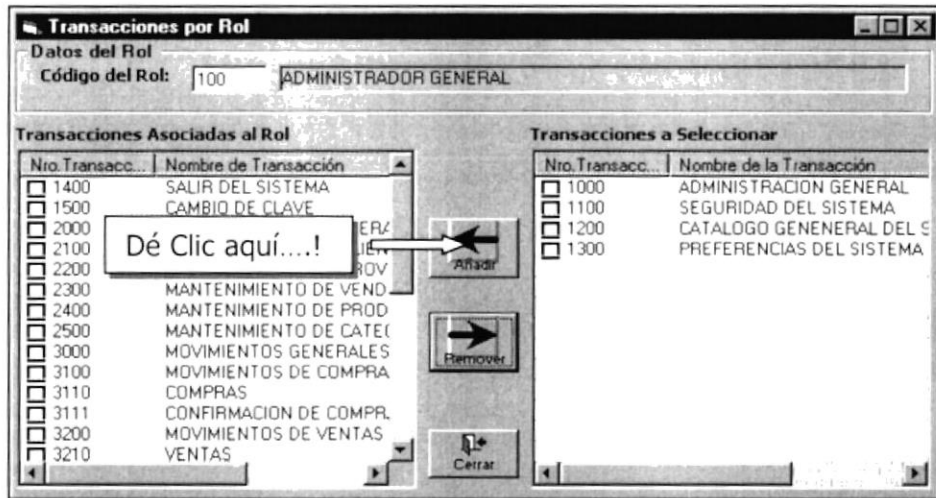 Transacciones por Rol
Datos del Rol
Código del Rol: 100 ADMINISTRADOR GENERAL
Transacciones Asociadas al Rol
Nro. Transacc... Nombre de Transacción
1400 SALIR DEL SISTEMA
1500 CAMBIO DE CLAVE
2000 ERA
2100 IEN
2200 ROV
2300 MANTENIMIENTO DE VEND
2400 MANTENIMIENTO DE PROD
2500 MANTENIMIENTO DE CATE
3000 MOVIMIENTOS GENERALES
3100 MOVIMIENTOS DE COMPRA
3110 COMPRAS
3111 CONFIRMACION DE COMPR
3200 MOVIMIENTOS DE VENTAS
3210 VENTAS
Dé Clic aquí....!
Añadir
Remover
Cerrar
Transacciones a Seleccionar
Nro. Transacc... Nombre de la Transacción
1000 ADMINISTRACION GENERAL
1100 SEGURIDAD DEL SISTEMA
1200 CATALOGO GENENERAL DEL S
1300 PREFERENCIAS DEL SISTEMA